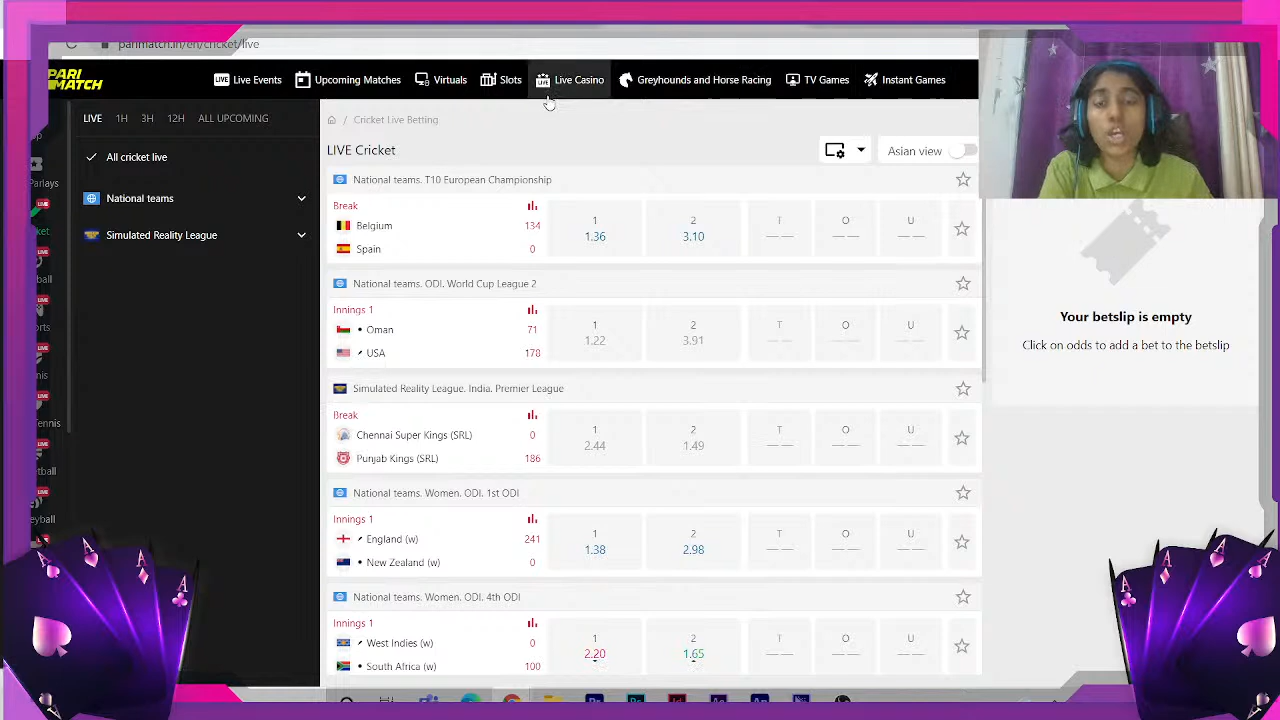 parimatch.in/en/cricket/live
PARI MATCH
LIVE Live Events
Upcoming Matches
Virtuals
Slots
LIVE Live Casino
Greyhounds and Horse Racing
TV Games
Instant Games
LIVE 1H 3H 12H ALL UPCOMING
All cricket live
National teams
Simulated Reality League
Parlays
/ Cricket Live Betting
LIVE Cricket
Asian view
National teams. T10 European Championship
Break
Belgium 134
Spain 0
1 2 T O U
1.36 3.10 — — — — — —
National teams. ODI. World Cup League 2
Innings 1
Oman 71
USA 178
1 2 T O U
1.22 3.91 — — — — — —
Simulated Reality League. India. Premier League
Break
Chennai Super Kings (SRL) 0
Punjab Kings (SRL) 186
1 2 T O U
2.44 1.49 — — — — — —
National teams. Women. ODI. 1st ODI
Innings 1
England (w) 241
New Zealand (w) 0
1 2 T O U
1.38 2.98 — — — — — —
National teams. Women. ODI. 4th ODI
Innings 1
West Indies (w) 0
South Africa (w) 100
1 2 T O U
2.20 1.65 — — — — — —
Your betslip is empty
Click on odds to add a bet to the betslip